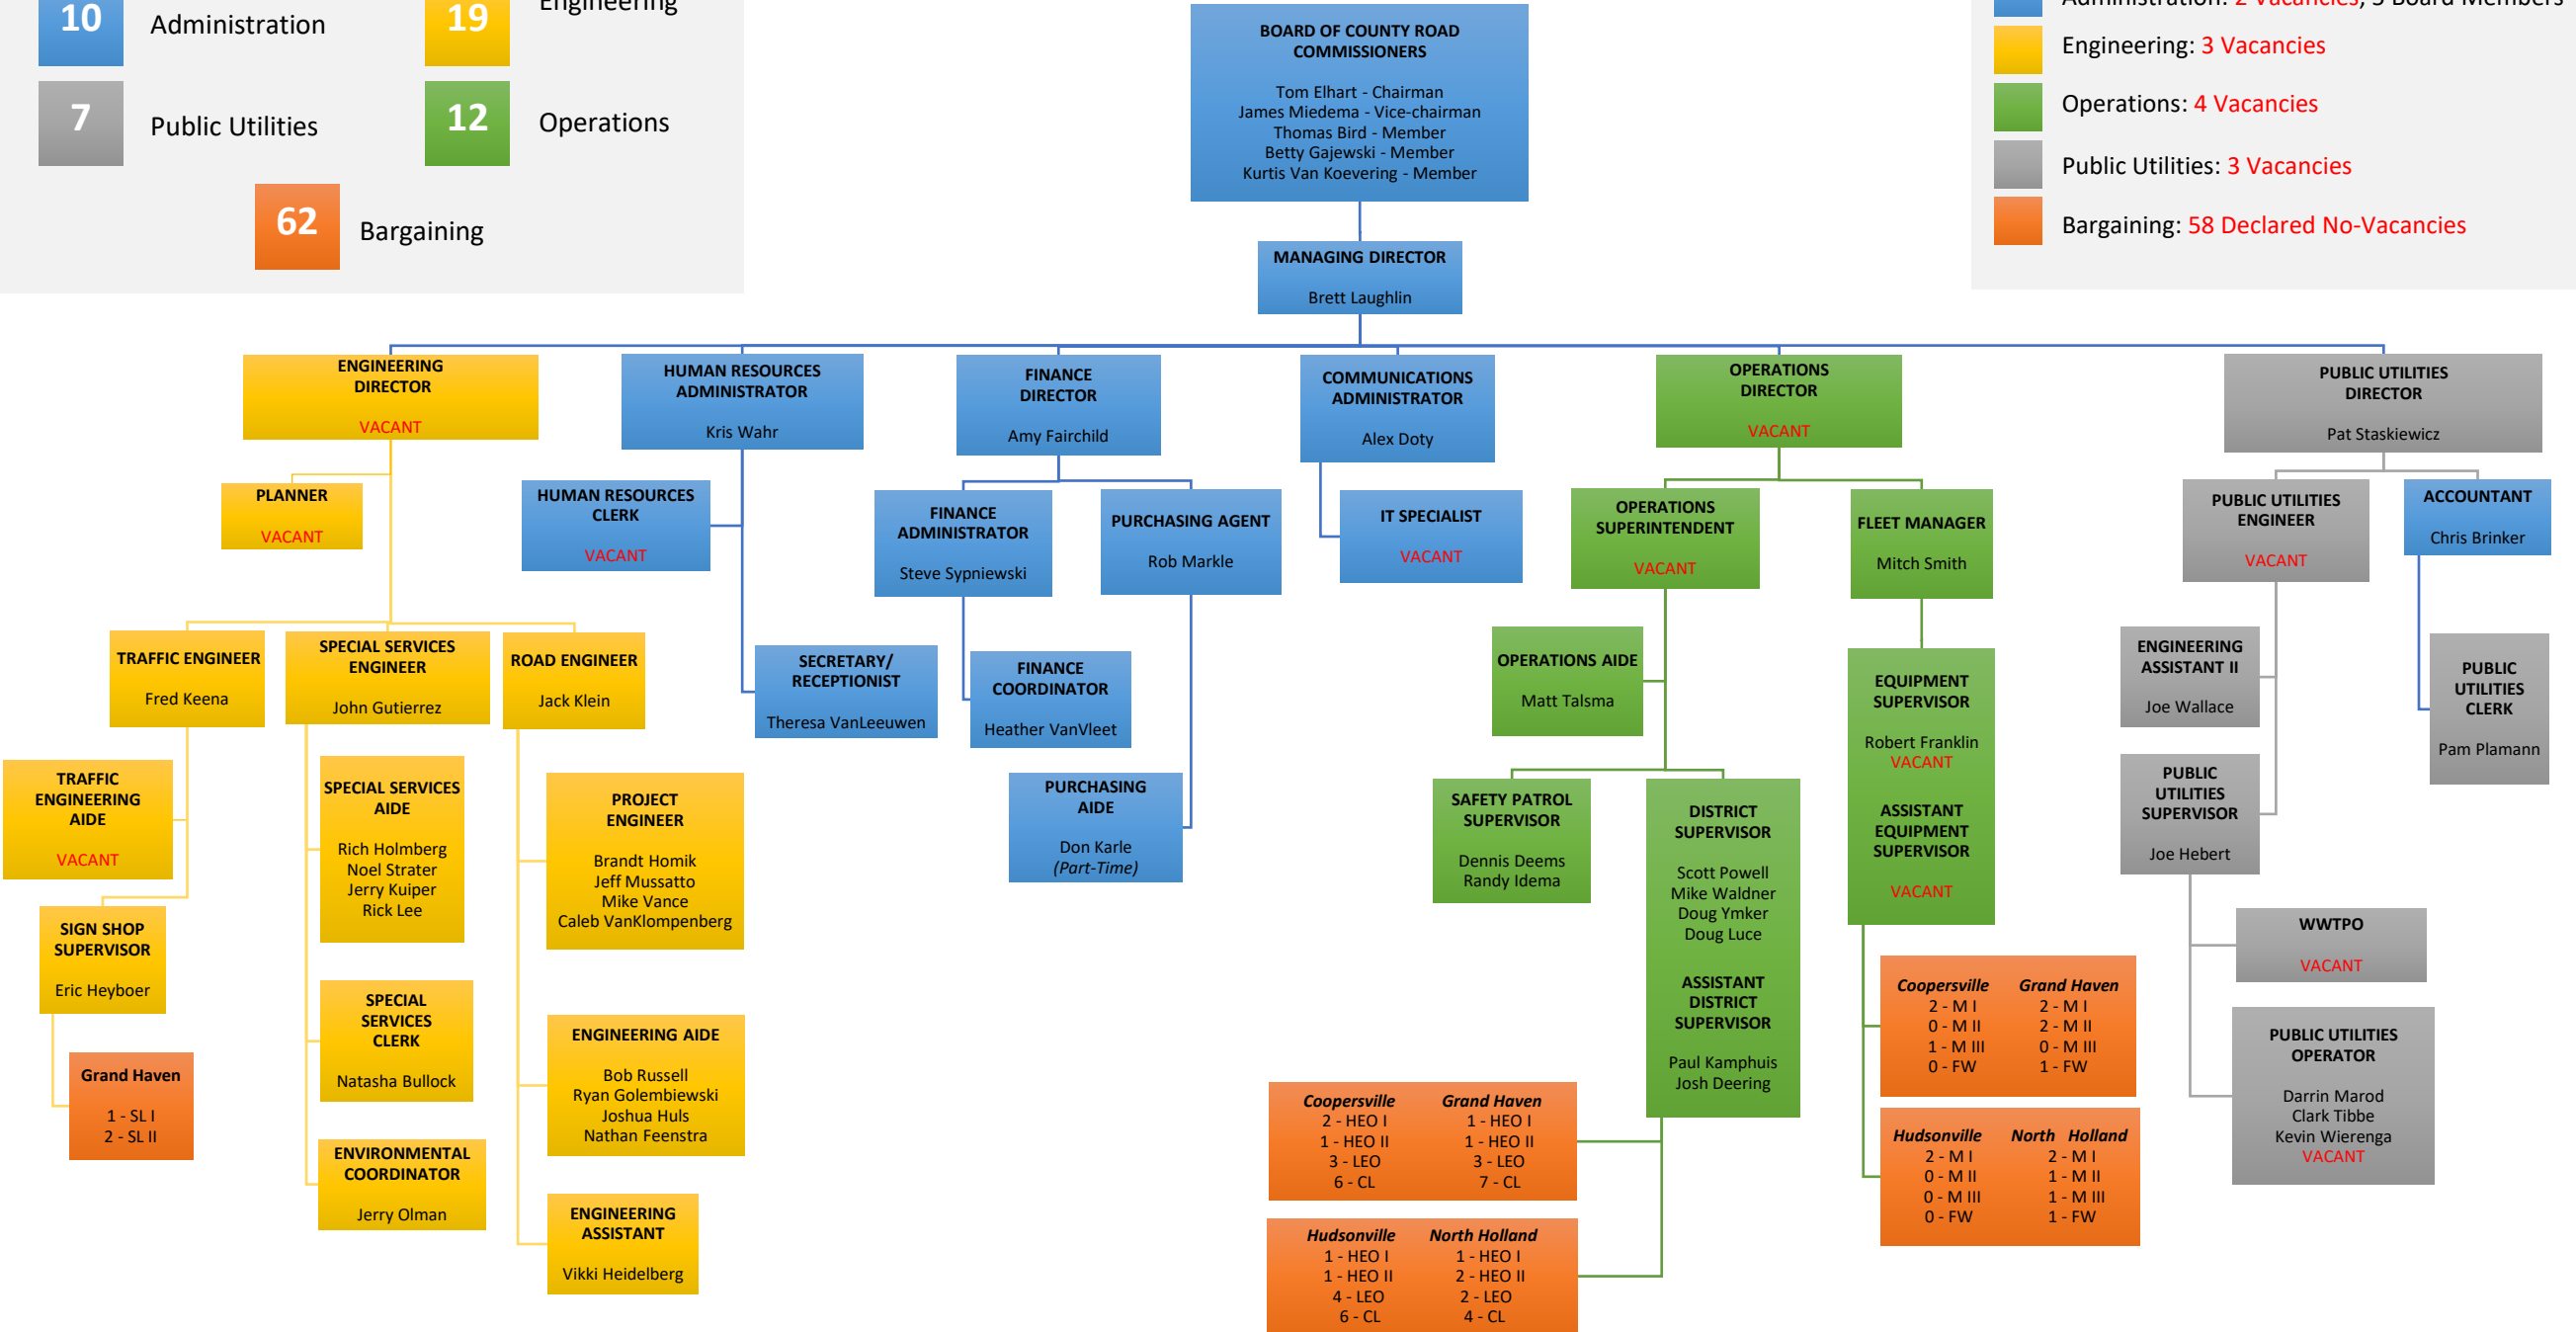 10
Administration
19
Engineering
7
Public Utilities
12
Operations
62
Bargaining
BOARD OF COUNTY ROAD
COMMISSIONERS
Tom Elhart - Chairman
James Miedema - Vice-chairman
Thomas Bird - Member
Betty Gajewski - Member
Kurtis Van Koevering - Member
Administration: 2 Vacancies, 5 Board Members
Engineering: 3 Vacancies
Operations: 4 Vacancies
Public Utilities: 3 Vacancies
Bargaining: 58 Declared No-Vacancies
MANAGING DIRECTOR
Brett Laughlin
ENGINEERING
DIRECTOR
VACANT
HUMAN RESOURCES
ADMINISTRATOR
Kris Wahr
FINANCE
DIRECTOR
Amy Fairchild
COMMUNICATIONS
ADMINISTRATOR
Alex Doty
OPERATIONS
DIRECTOR
VACANT
PUBLIC UTILITIES
DIRECTOR
Pat Staskiewicz
PLANNER
VACANT
HUMAN RESOURCES
CLERK
VACANT
FINANCE
ADMINISTRATOR
Steve Sypniewski
PURCHASING AGENT
Rob Markle
IT SPECIALIST
VACANT
OPERATIONS
SUPERINTENDENT
VACANT
FLEET MANAGER
Mitch Smith
PUBLIC UTILITIES
ENGINEER
VACANT
ACCOUNTANT
Chris Brinker
TRAFFIC ENGINEER
Fred Keena
SPECIAL SERVICES
ENGINEER
John Gutierrez
ROAD ENGINEER
Jack Klein
SECRETARY/
RECEPTIONIST
Theresa VanLeeuwen
FINANCE
COORDINATOR
Heather VanVleet
OPERATIONS AIDE
Matt Talsma
EQUIPMENT
SUPERVISOR
Robert Franklin
VACANT
ASSISTANT
EQUIPMENT
SUPERVISOR
VACANT
ENGINEERING
ASSISTANT II
Joe Wallace
PUBLIC
UTILITIES
CLERK
Pam Plamann
TRAFFIC
ENGINEERING
AIDE
VACANT
SPECIAL SERVICES
AIDE
Rich Holmberg
Noel Strater
Jerry Kuiper
Rick Lee
PROJECT
ENGINEER
Brandt Homik
Jeff Mussatto
Mike Vance
Caleb VanKlompenberg
PURCHASING
AIDE
Don Karle
(Part-Time)
SAFETY PATROL
SUPERVISOR
Dennis Deems
Randy Idema
DISTRICT
SUPERVISOR
Scott Powell
Mike Waldner
Doug Ymker
Doug Luce
ASSISTANT
DISTRICT
SUPERVISOR
Paul Kamphuis
Josh Deering
PUBLIC
UTILITIES
SUPERVISOR
Joe Hebert
SIGN SHOP
SUPERVISOR
Eric Heyboer
WWTPO
VACANT
SPECIAL
SERVICES
CLERK
Natasha Bullock
ENGINEERING AIDE
Bob Russell
Ryan Golembiewski
Joshua Huls
Nathan Feenstra
Coopersville Grand Haven
2 - M I 2 - M I
0 - M II 2 - M II
1 - M III 0 - M III
0 - FW 1 - FW
PUBLIC UTILITIES
OPERATOR
Darrin Marod
Clark Tibbe
Kevin Wierenga
VACANT
Grand Haven
1 - SL I
2 - SL II
Coopersville Grand Haven
2 - HEO I 1 - HEO I
1 - HEO II 1 - HEO II
3 - LEO 3 - LEO
6 - CL 7 - CL
Hudsonville North Holland
2 - M I 2 - M I
0 - M II 1 - M II
0 - M III 1 - M III
0 - FW 1 - FW
ENVIRONMENTAL
COORDINATOR
Jerry Olman
ENGINEERING
ASSISTANT
Vikki Heidelberg
Hudsonville North Holland
1 - HEO I 1 - HEO I
1 - HEO II 2 - HEO II
4 - LEO 2 - LEO
6 - CL 4 - CL